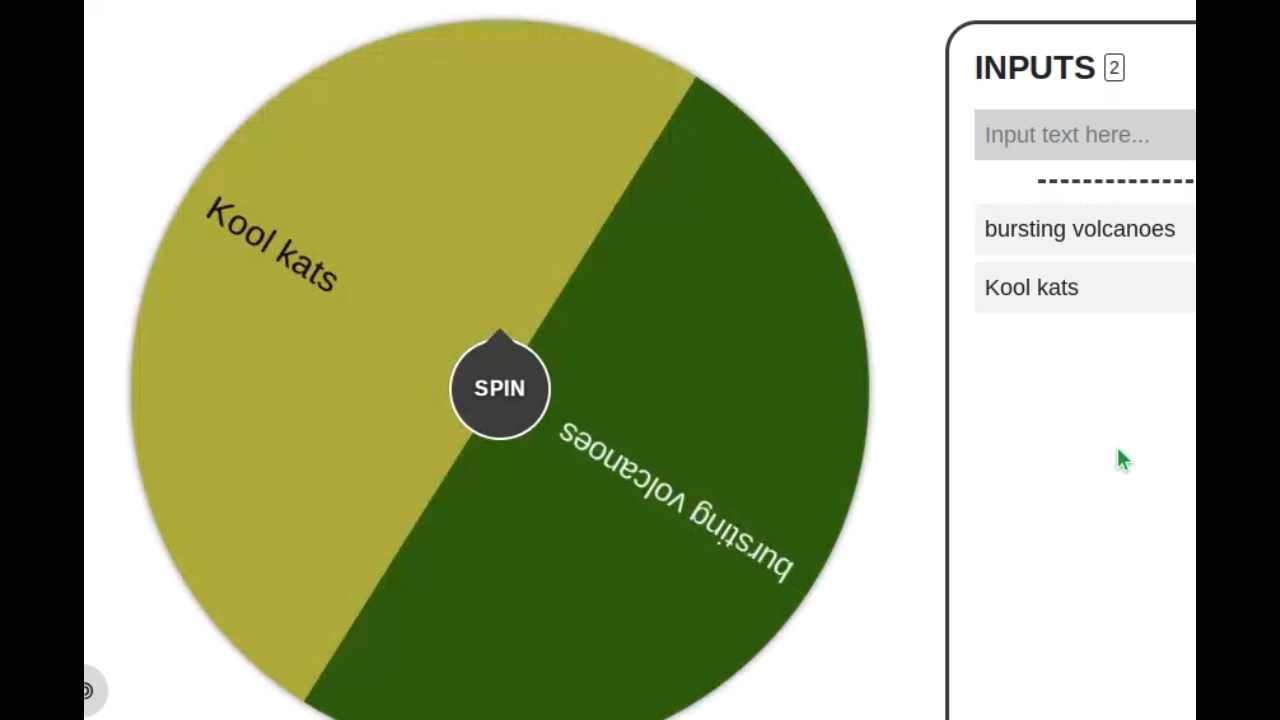 Kool kats
SPIN
bursting volcanoes
INPUTS 2
Input text here...
bursting volcanoes
Kool kats